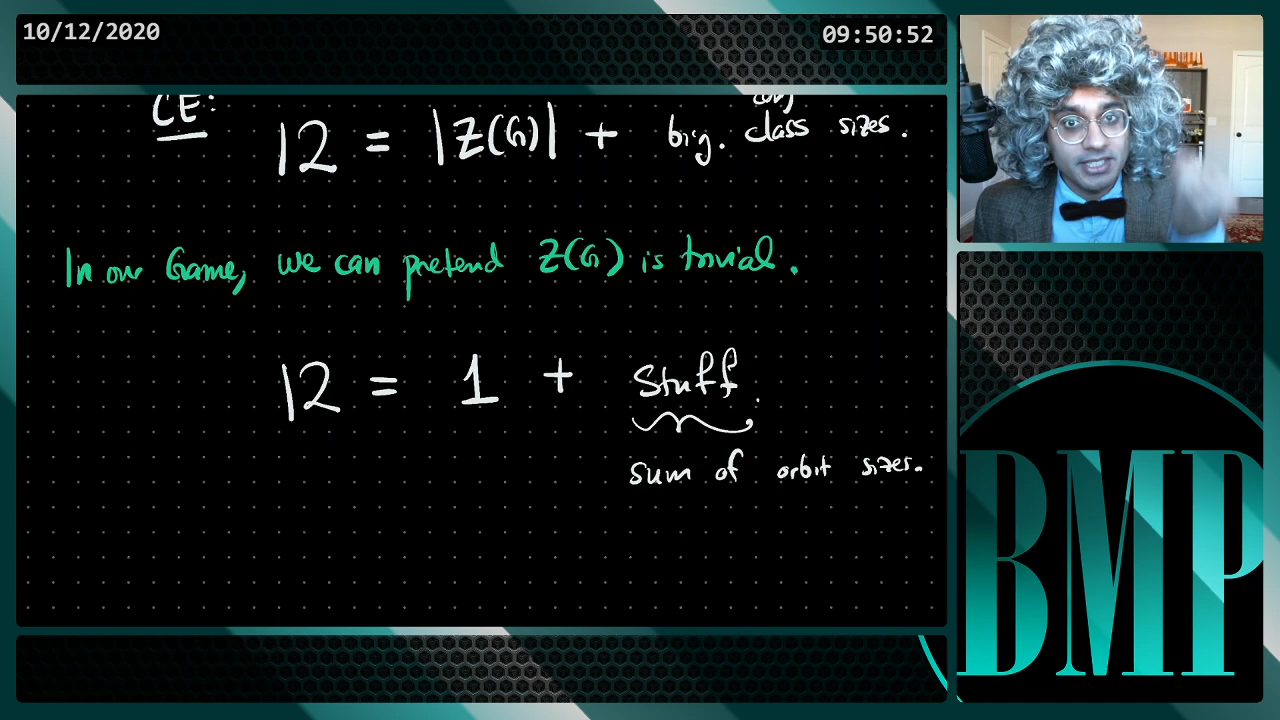 10/12/2020
09:50:52
CE:
12 = |Z(G)| + big. conj class sizes.
In our Game, we can pretend Z(G) is trivial.
12 = 1 + Stuff.
sum of orbit sizes.
BMP